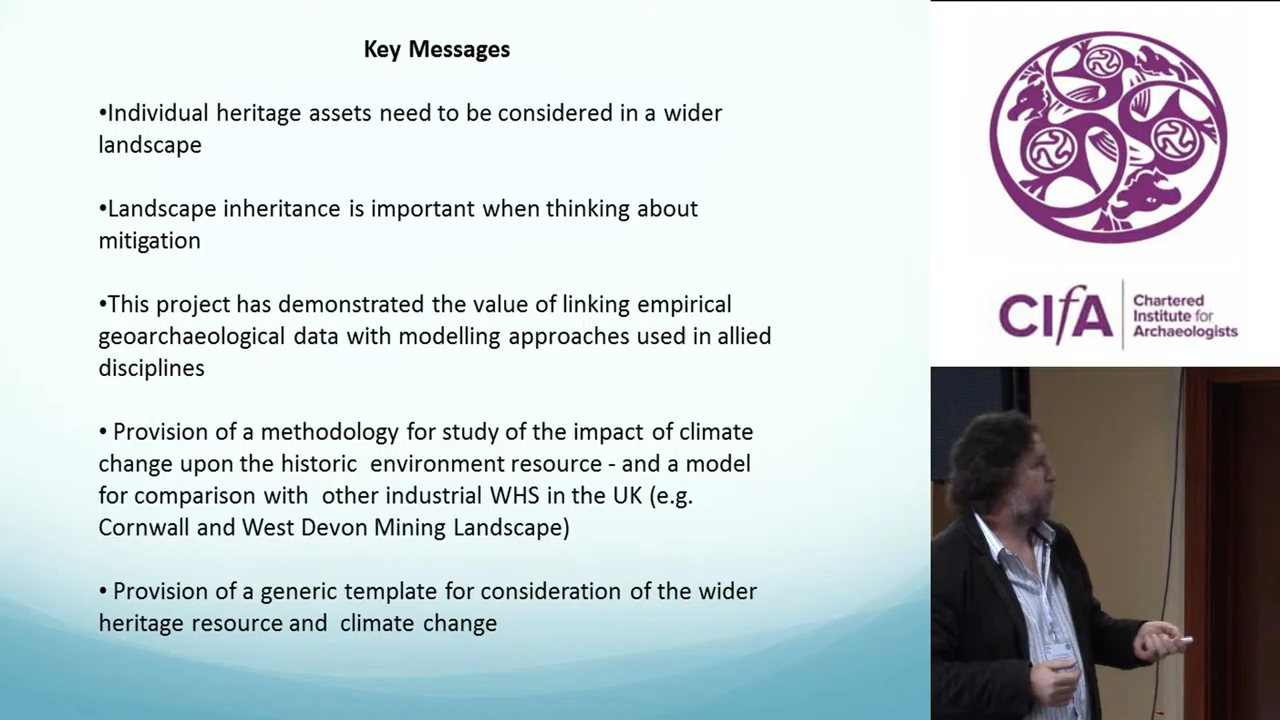 Key Messages
•Individual heritage assets need to be considered in a wider
landscape
•Landscape inheritance is important when thinking about
mitigation
•This project has demonstrated the value of linking empirical
geoarchaeological data with modelling approaches used in allied
disciplines
• Provision of a methodology for study of the impact of climate
change upon the historic  environment resource - and a model
for comparison with  other industrial WHS in the UK (e.g.
Cornwall and West Devon Mining Landscape)
• Provision of a generic template for consideration of the wider
heritage resource and  climate change
CIfA
Chartered
Institute for
Archaeologists